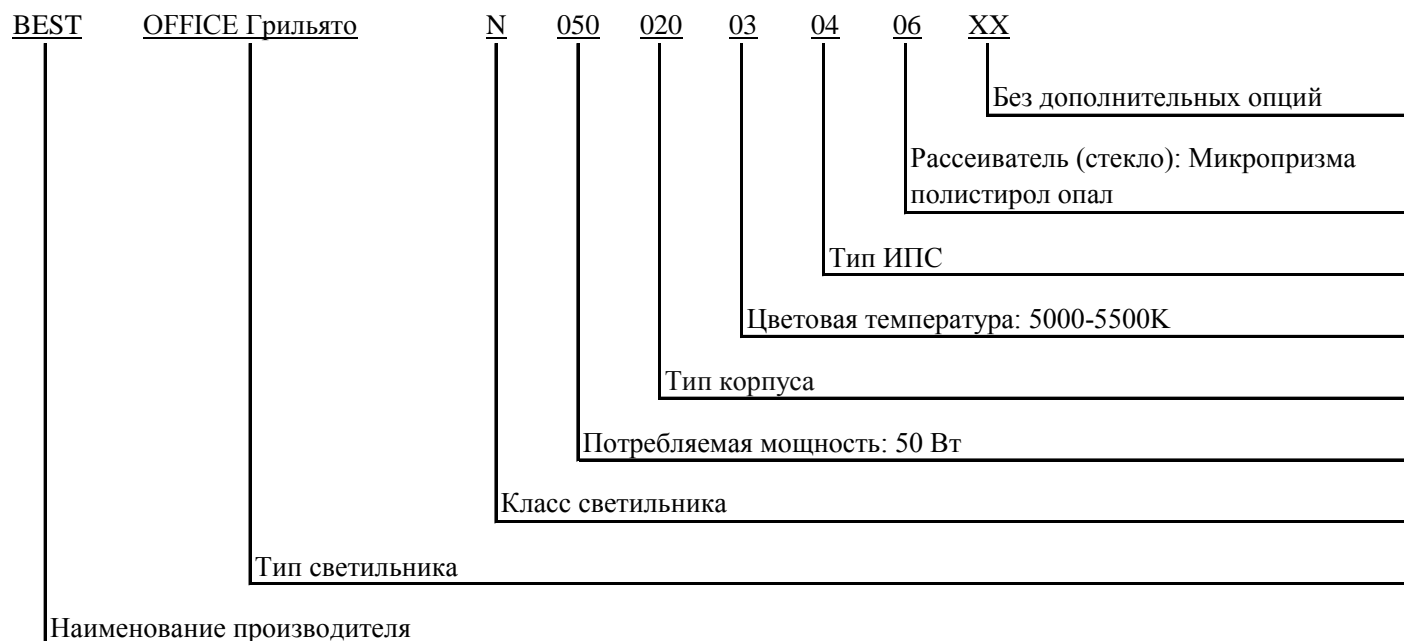 BEST OFFICE Грильято N 050 020 03 04 06 XX
Без дополнительных опций
Рассеиватель (стекло): Микропризма
полистирол опал
Тип ИПС
Цветовая температура: 5000-5500K
Тип корпуса
Потребляемая мощность: 50 Вт
Класс светильника
Тип светильника
Наименование производителя